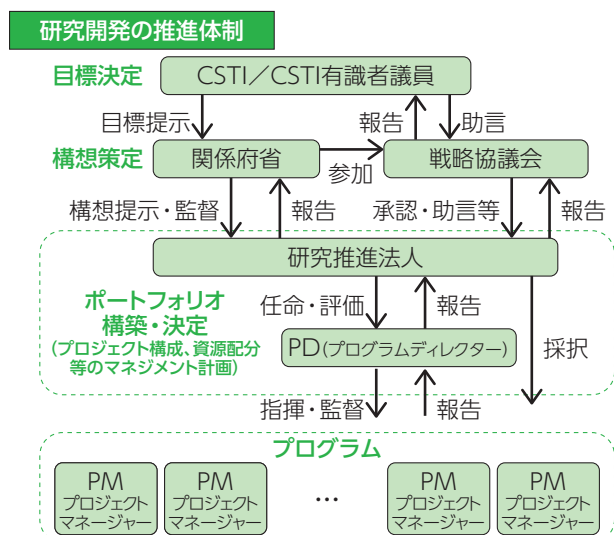 研究開発の推進体制
目標決定
CSTI／CSTI有識者議員
目標提示
報告
助言
構想策定
関係府省
参加
戦略協議会
構想提示・監督
報告
承認・助言等
報告
研究推進法人
ポートフォリオ
構築・決定
(プロジェクト構成、資源配分
等のマネジメント計画)
任命・評価
報告
採択
PD(プログラムディレクター)
指揮・監督
報告
プログラム
PM
プロジェクト
マネージャー
PM
プロジェクト
マネージャー
…
PM
プロジェクト
マネージャー
PM
プロジェクト
マネージャー